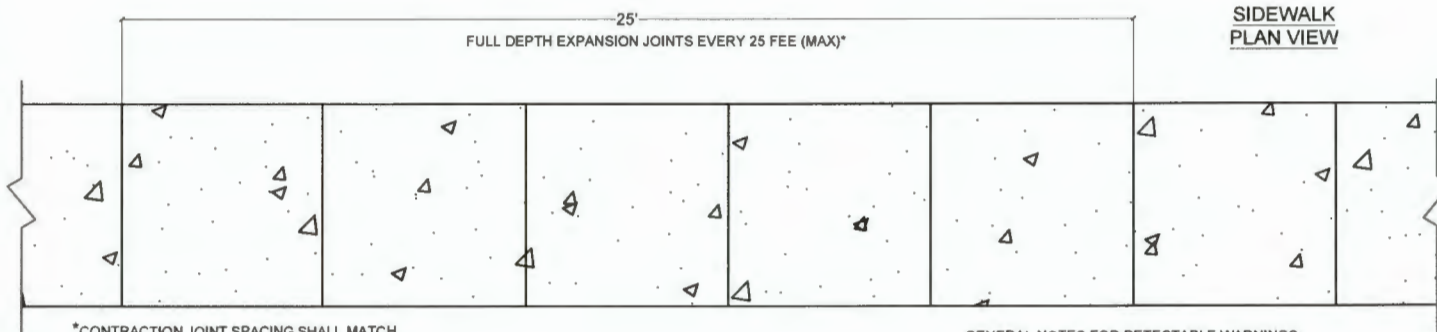 25'
FULL DEPTH EXPANSION JOINTS EVERY 25 FEE (MAX)*
SIDEWALK
PLAN VIEW
*CONTRACTION JOINT SPACING SHALL MATCH
GENERAL NOTES FOR DETECTABLE WARNINGS